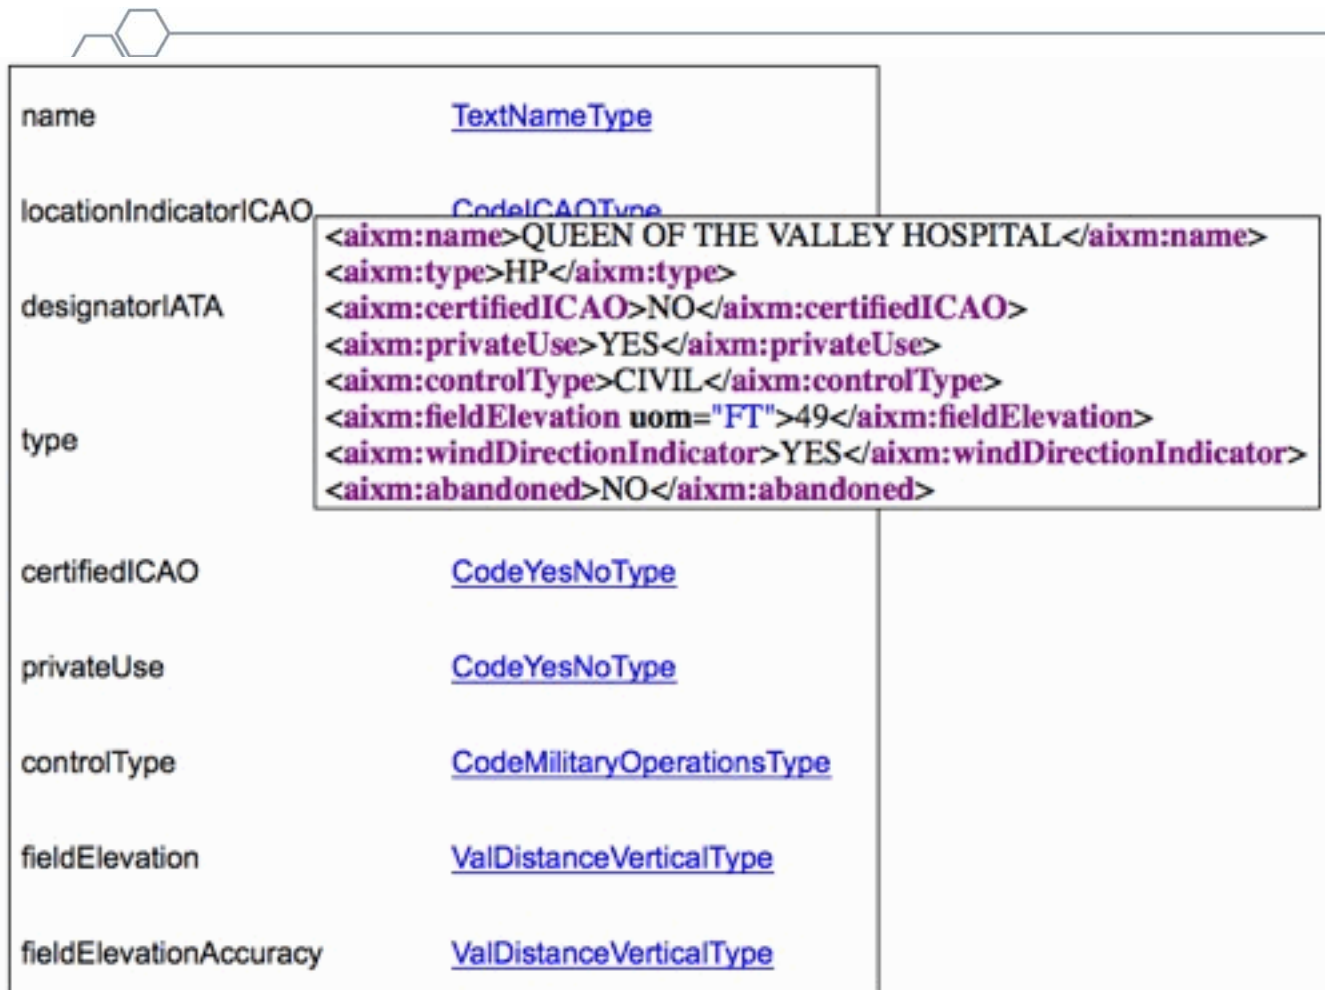 name TextNameType
locationIndicatorICAO CodeICAOType
<aixm:name>QUEEN OF THE VALLEY HOSPITAL</aixm:name>
<aixm:type>HP</aixm:type>
designatorIATA <aixm:certifiedICAO>NO</aixm:certifiedICAO>
<aixm:privateUse>YES</aixm:privateUse>
<aixm:controlType>CIVIL</aixm:controlType>
<aixm:fieldElevation uom="FT">49</aixm:fieldElevation>
type <aixm:windDirectionIndicator>YES</aixm:windDirectionIndicator>
<aixm:abandoned>NO</aixm:abandoned>
certifiedICAO CodeYesNoType
privateUse CodeYesNoType
controlType CodeMilitaryOperationsType
fieldElevation ValDistanceVerticalType
fieldElevationAccuracy ValDistanceVerticalType